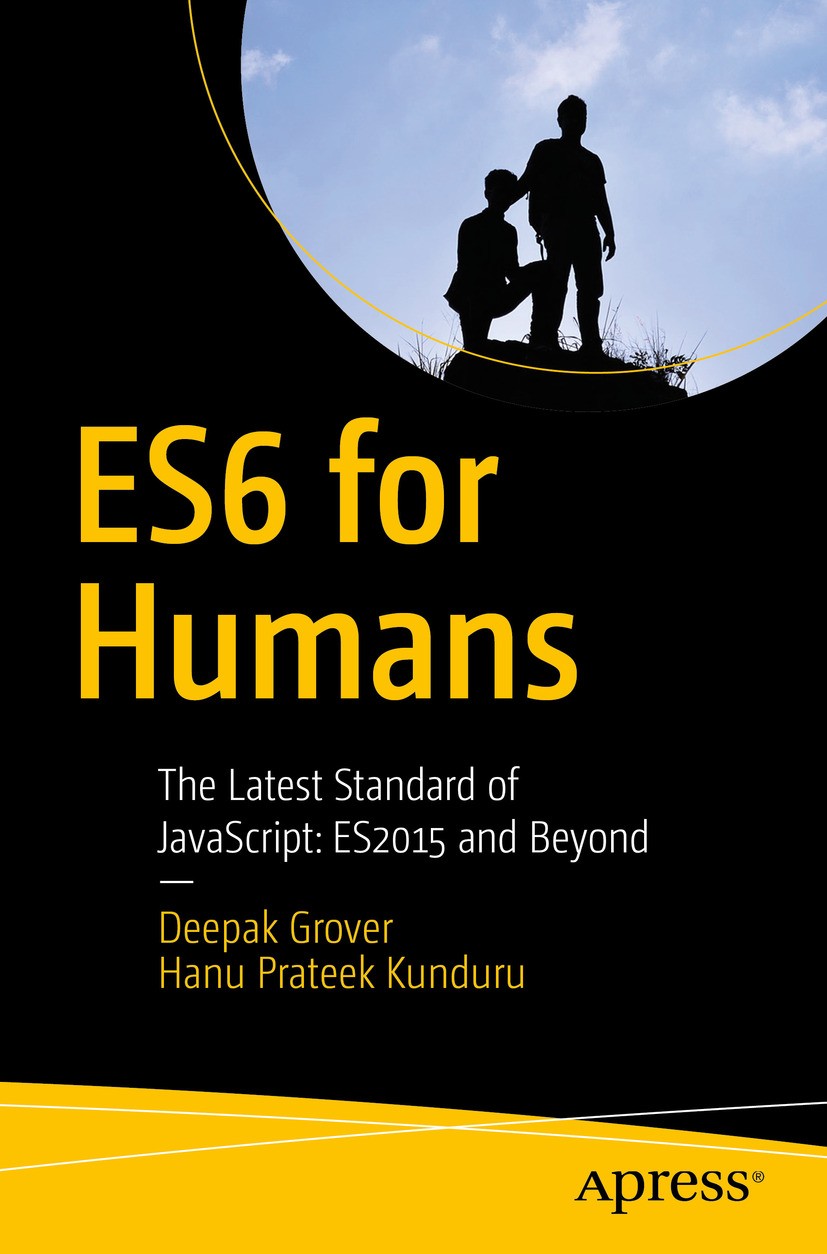 ES6 for
Humans
The Latest Standard of
JavaScript: ES2015 and Beyond
—
Deepak Grover
Hanu Prateek Kunduru
Apress®